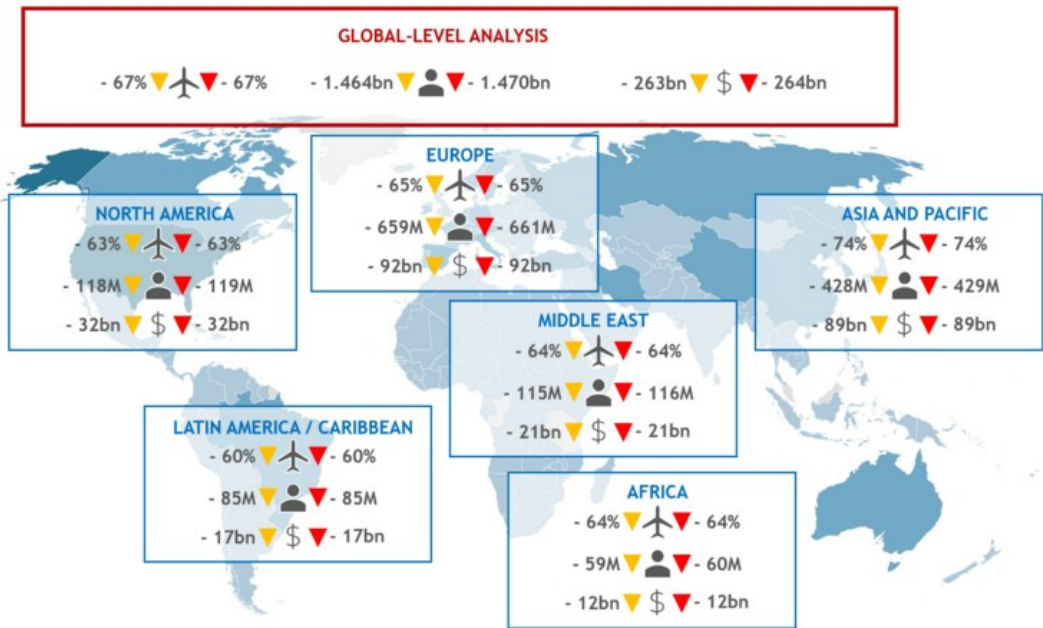 GLOBAL-LEVEL ANALYSIS
- 67% - 67% - 1.464bn - 1.470bn - 263bn $ - 264bn
EUROPE
- 65% - 65%
- 659M - 661M
- 92bn $ - 92bn
NORTH AMERICA
- 63% - 63%
- 118M - 119M
- 32bn $ - 32bn
ASIA AND PACIFIC
- 74% - 74%
- 428M - 429M
- 89bn $ - 89bn
MIDDLE EAST
- 64% - 64%
- 115M - 116M
- 21bn $ - 21bn
LATIN AMERICA / CARIBBEAN
- 60% - 60%
- 85M - 85M
- 17bn $ - 17bn
AFRICA
- 64% - 64%
- 59M - 60M
- 12bn $ - 12bn